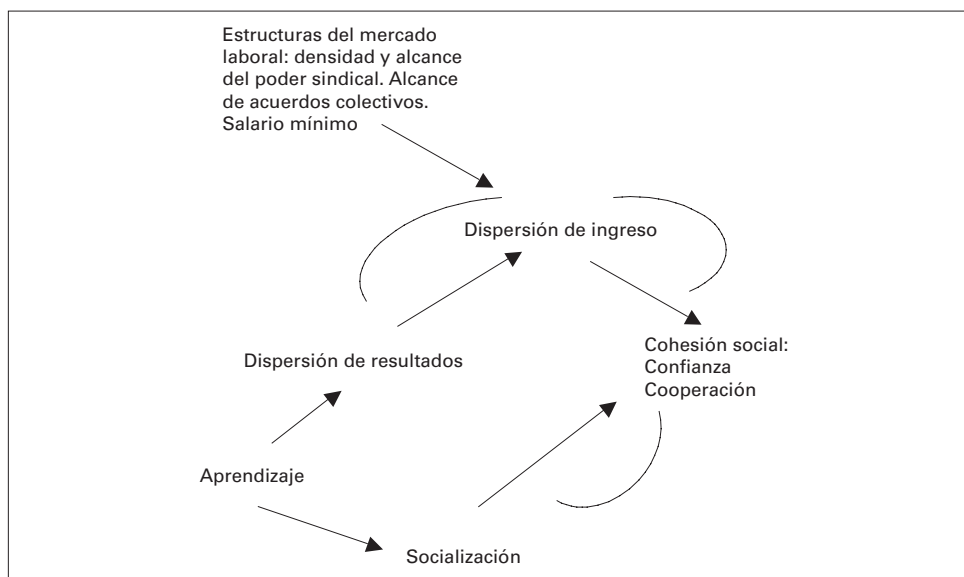 Estructuras del mercado
laboral: densidad y alcance
del poder sindical. Alcance
de acuerdos colectivos.
Salario mínimo
Dispersión de ingreso
Dispersión de resultados
Cohesión social:
Confianza
Cooperación
Aprendizaje
Socialización